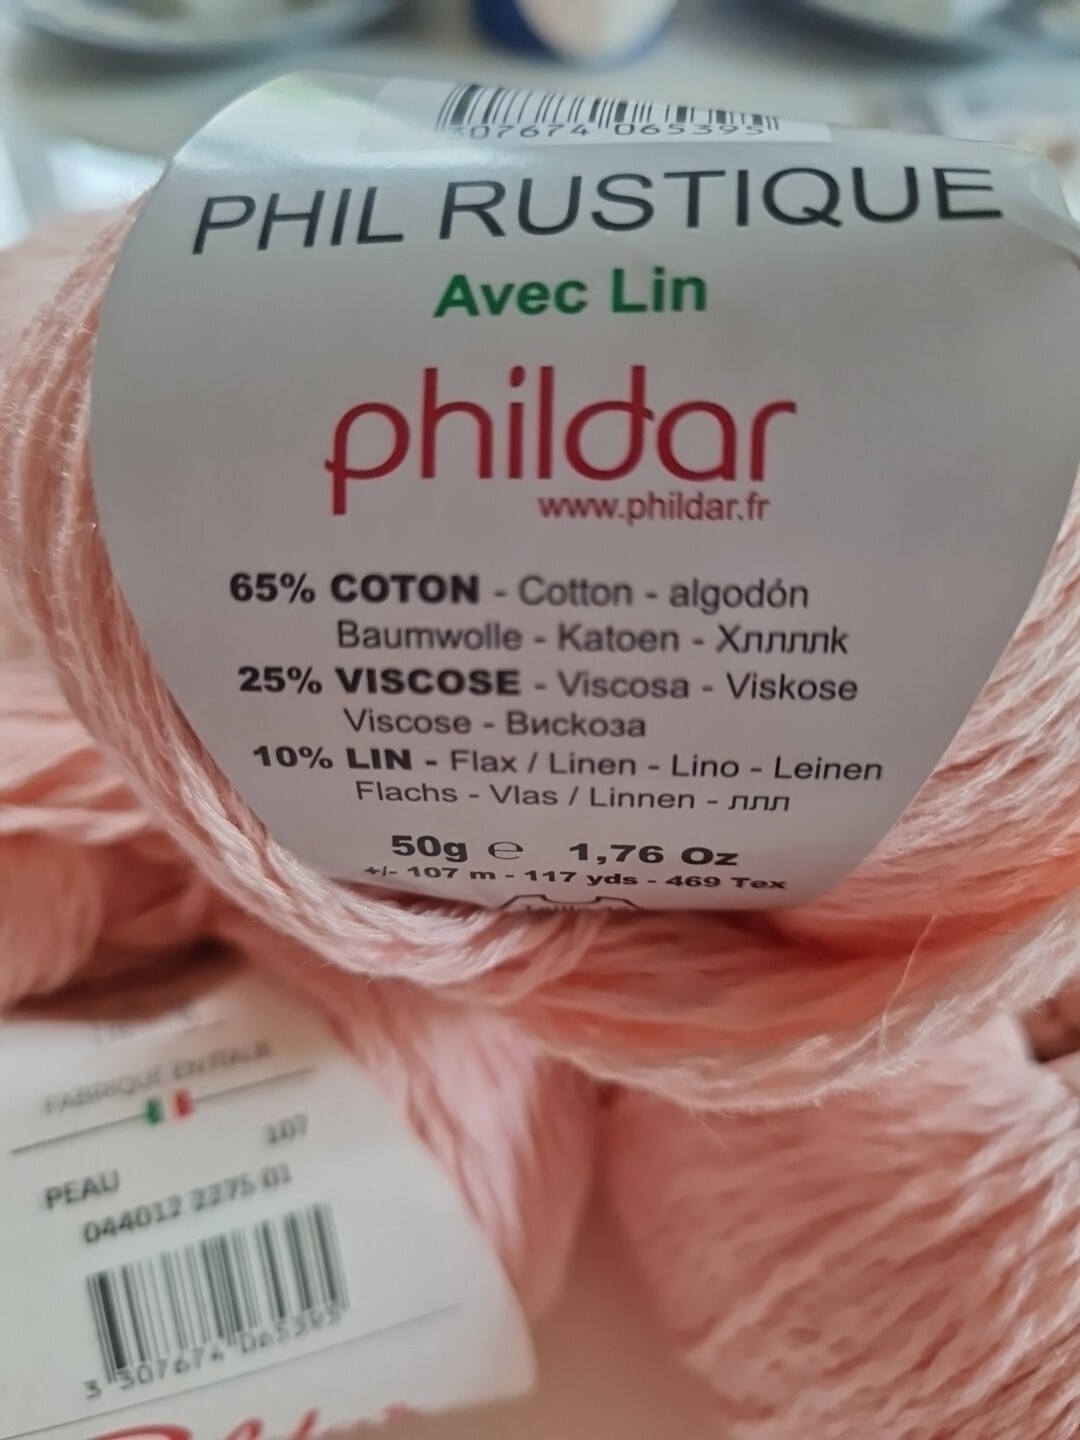 307674 065395
PHIL RUSTIQUE
Avec Lin
phildar
www.phildar.fr
65% COTON - Cotton - algodón
Baumwolle - Katoen - Хлллллk
25% VISCOSE - Viscosa - Viskose
Viscose - Вискоза
10% LIN - Flax / Linen - Lino - Leinen
Flachs - Vlas / Linnen - ллл
50g ℮ 1,76 Oz
+/- 107 m - 117 yds - 469 Tex
FABRIQUÉ EN ITALIE
107
PEAU
044012 2275 01
3 307674 065395